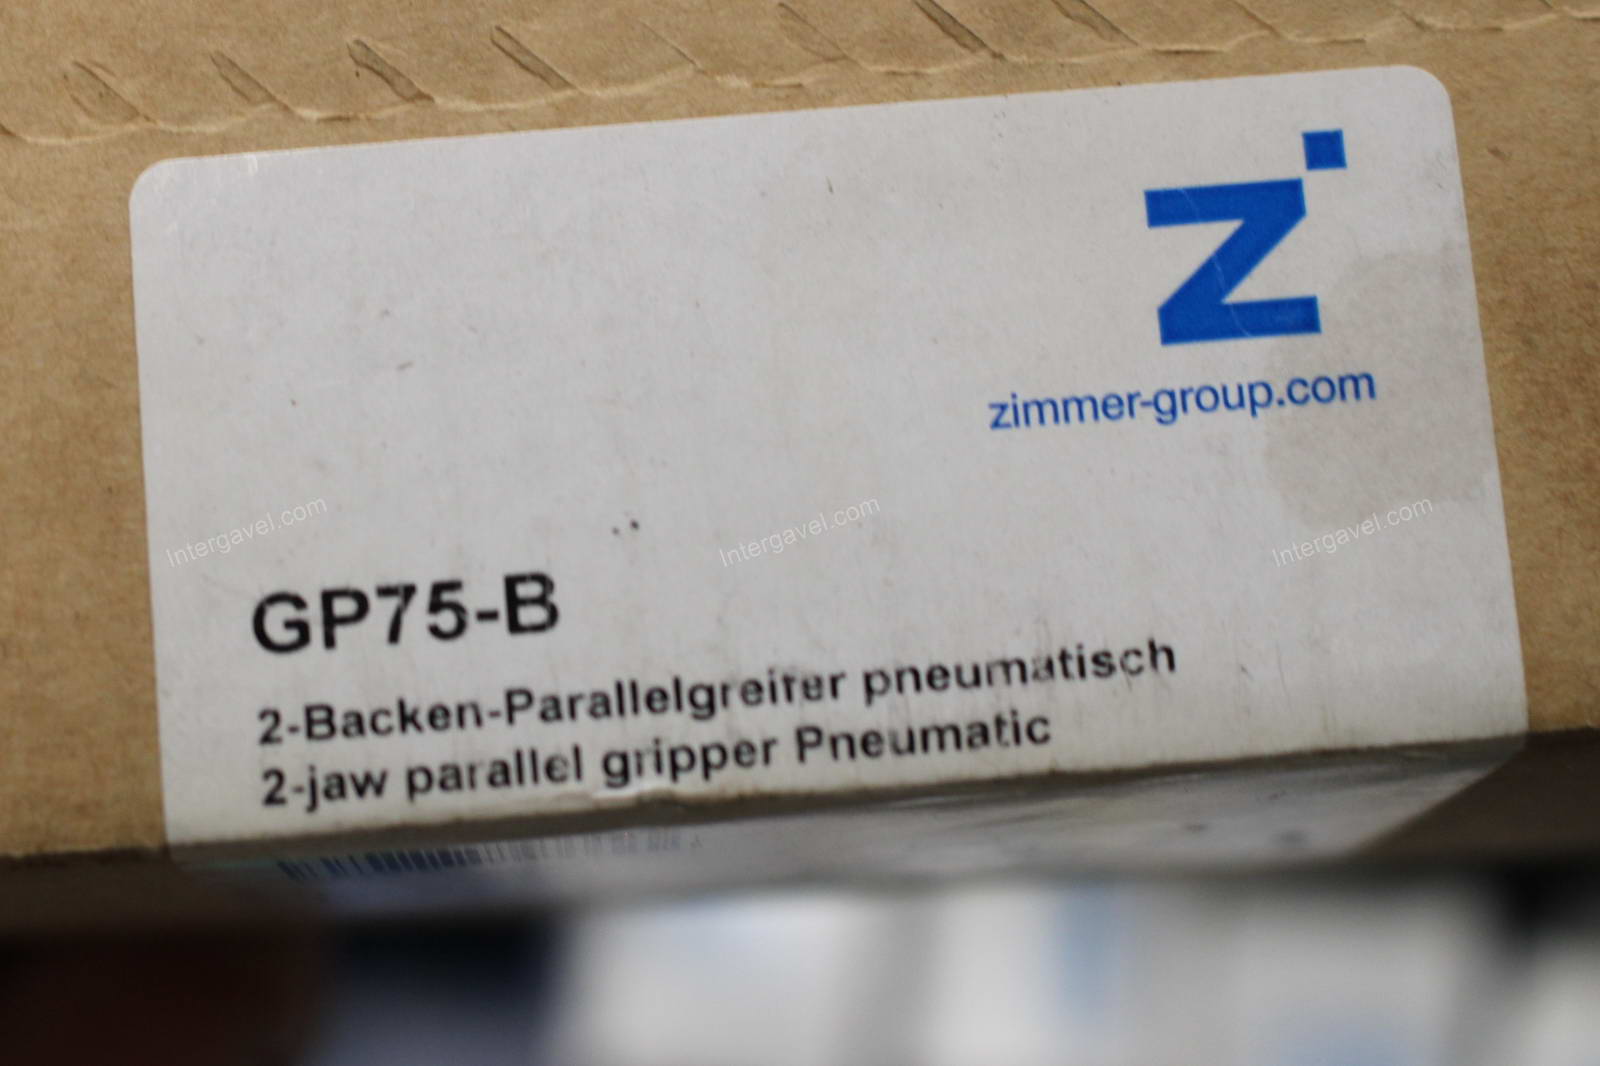 z
zimmer-group.com
Intergavel.com Intergavel.com Intergavel.com
GP75-B
2-Backen-Parallelgreifer pneumatisch
2-jaw parallel gripper Pneumatic